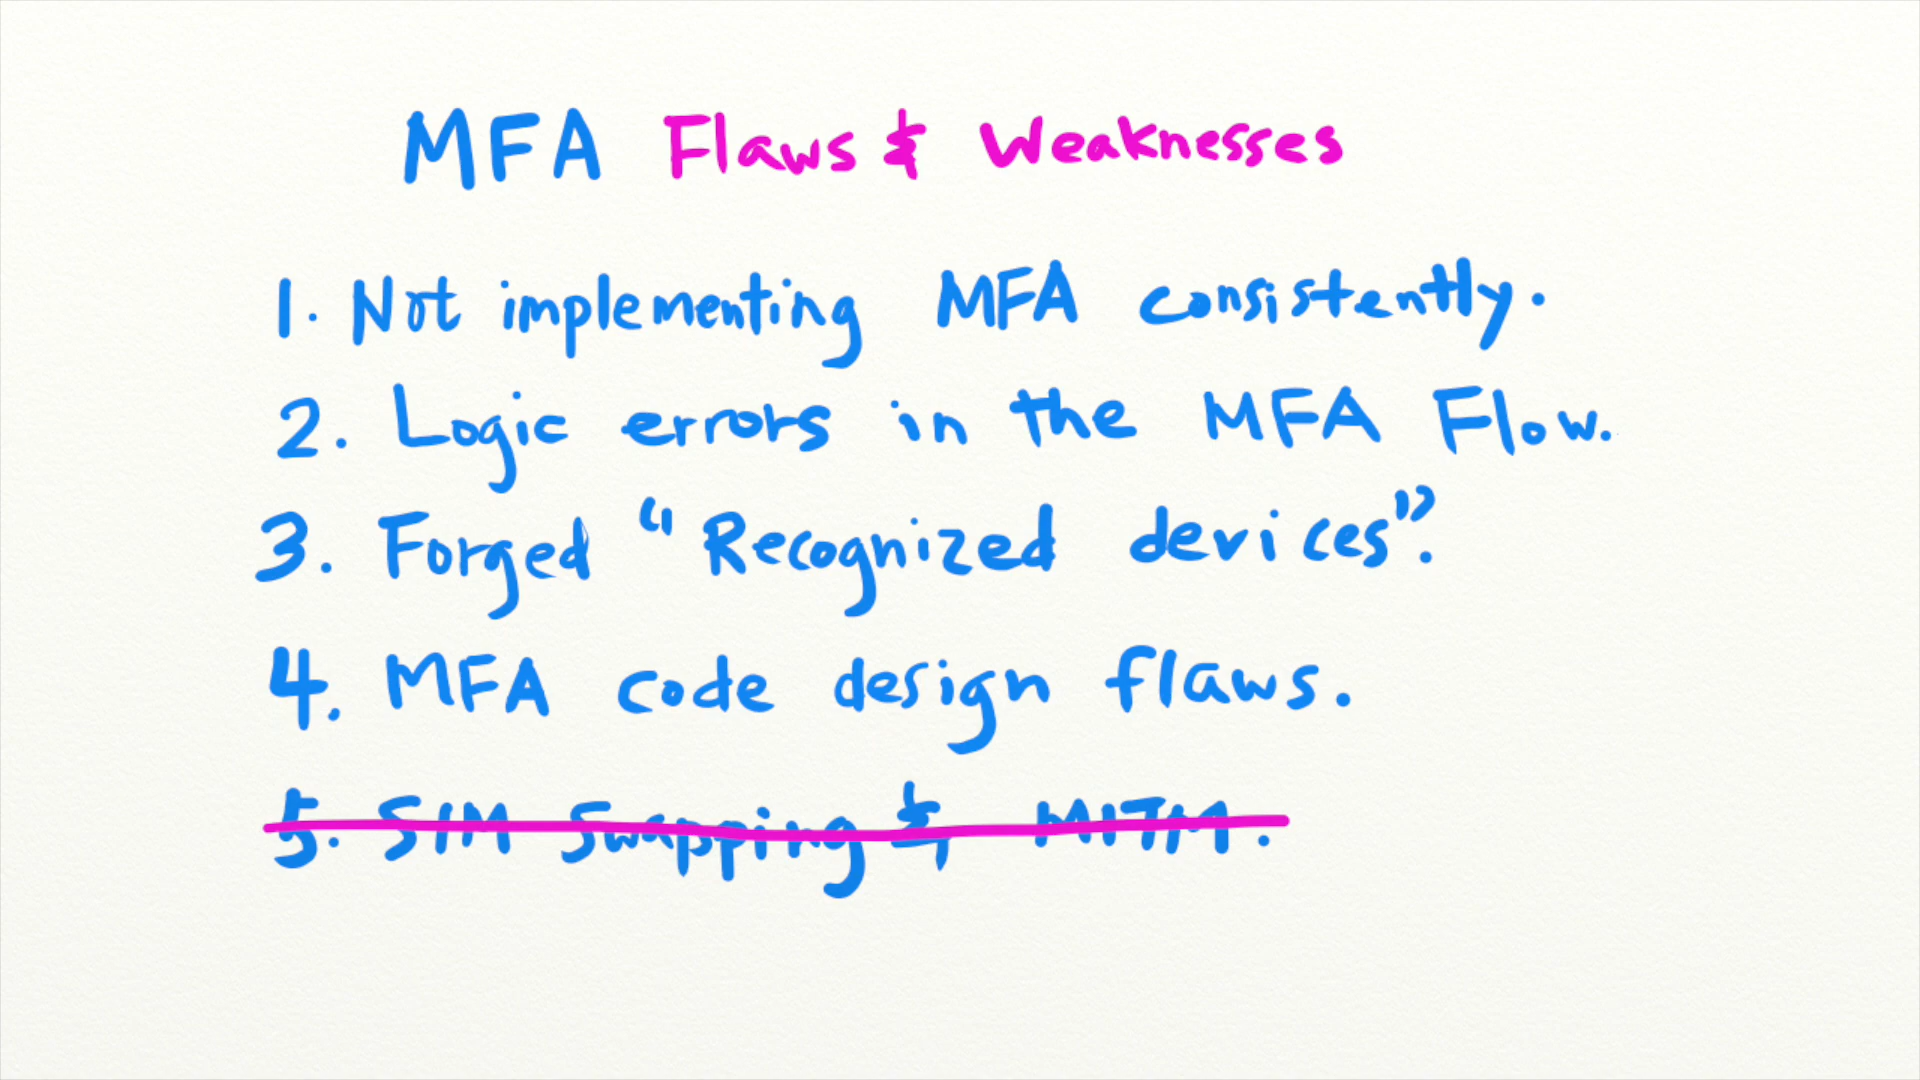 MFA Flaws & Weaknesses
1. Not implementing MFA consistently.
2. Logic errors in the MFA Flow.
3. Forged "Recognized devices".
4. MFA code design flaws.
5. SIM Swapping & MITM.